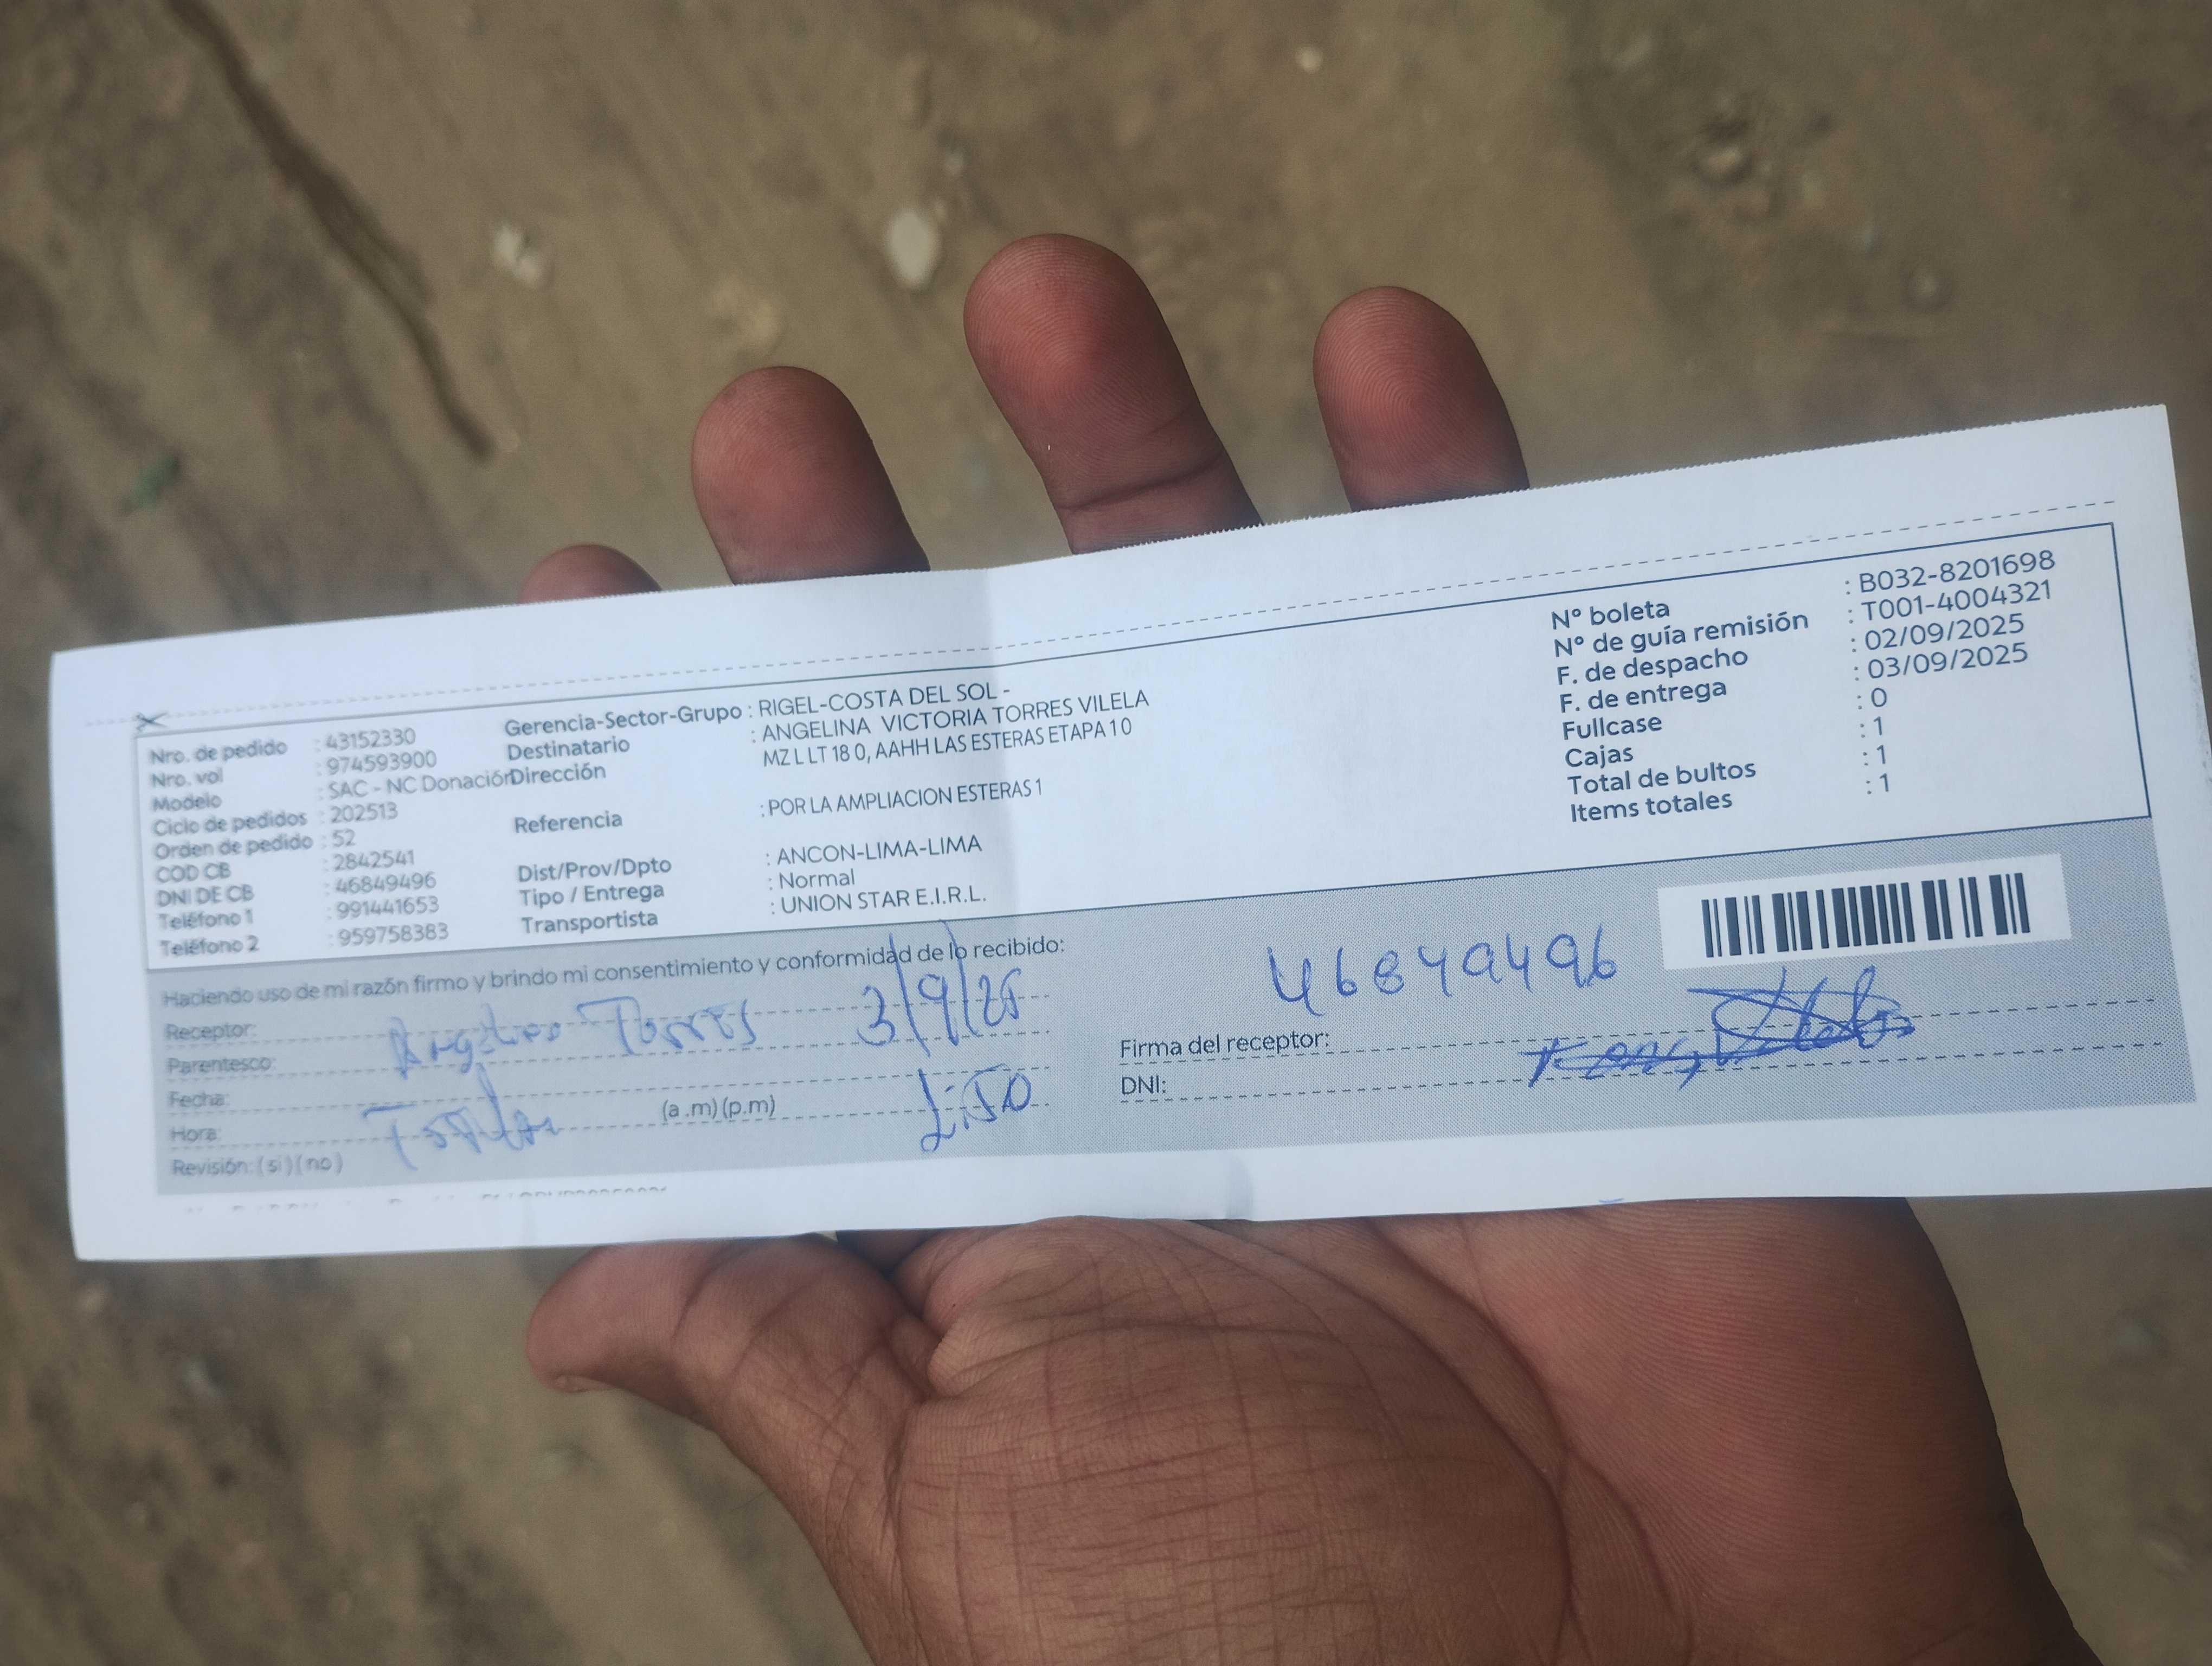 Nro. de pedido : 43152330
Nro. vol : 974593900
Modelo : SAC - NC Donación
Ciclo de pedidos : 202513
Orden de pedido : 52
COD CB : 2842541
DNI DE CB : 46849496
Teléfono 1 : 991441653
Teléfono 2 : 959758383
Gerencia-Sector-Grupo : RIGEL-COSTA DEL SOL -
Destinatario : ANGELINA VICTORIA TORRES VILELA
Dirección MZ L LT 18 0, AAHH LAS ESTERAS ETAPA 1 0
Referencia : POR LA AMPLIACION ESTERAS 1
Dist/Prov/Dpto : ANCON-LIMA-LIMA
Tipo / Entrega : Normal
Transportista : UNION STAR E.I.R.L.
Nº boleta : B032-8201698
Nº de guía remisión : T001-4004321
F. de despacho : 02/09/2025
F. de entrega : 03/09/2025
Fullcase : 0
Cajas : 1
Total de bultos : 1
Items totales : 1
Haciendo uso de mi razón firmo y brindo mi consentimiento y conformidad de lo recibido:
Receptor: Torres 3/9/25
Parentesco:
Fecha:
Hora: (a.m) (p.m)
Revisión: (si) (no)
46849496
Firma del receptor:
DNI: